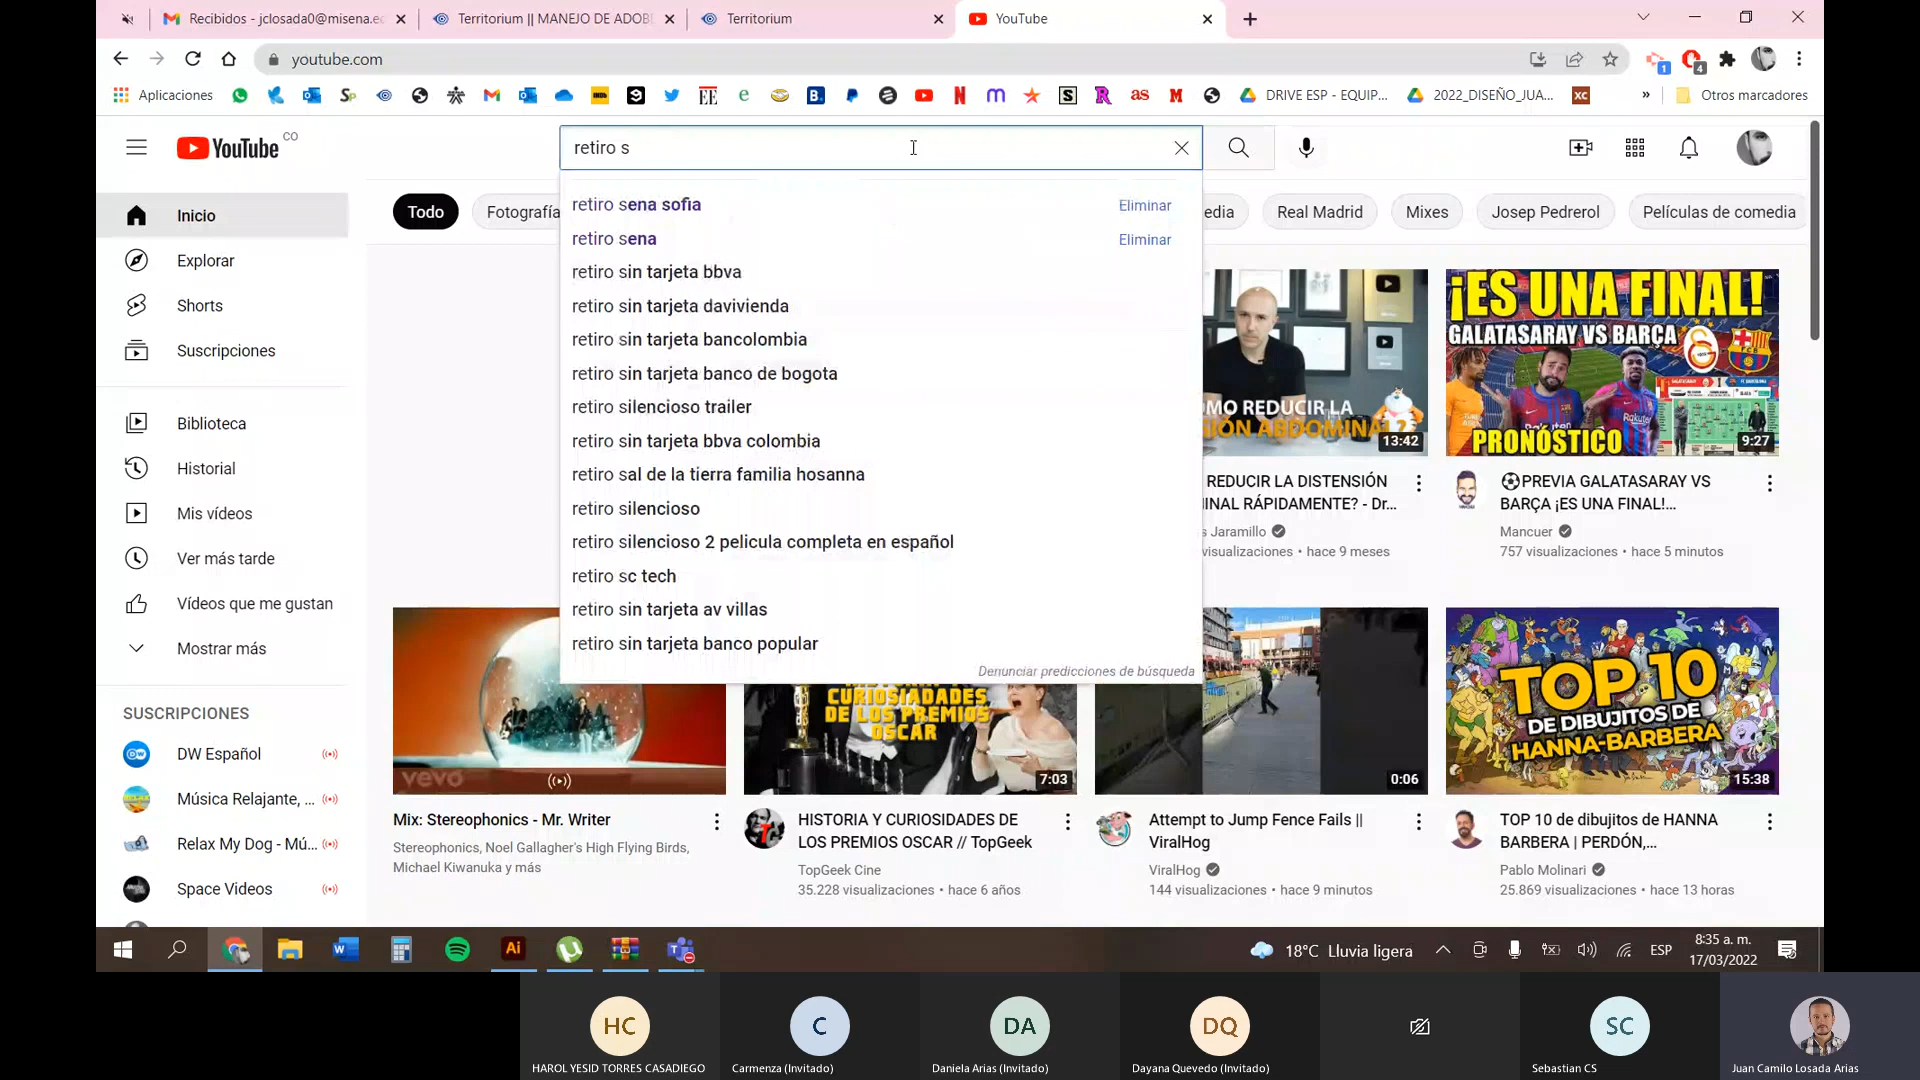 Recibidos - jclosada0@misena.e
Territorium || MANEJO DE ADOB
Territorium
YouTube
youtube.com
1
4
Aplicaciones
DRIVE ESP - EQUIP...
2022_DISEÑO_JUA...
XC
»
Otros marcadores
YouTube CO
retiro s
Todo
Fotografía
edia
Real Madrid
Mixes
Josep Pedrerol
Películas de comedia
Inicio
Explorar
Shorts
Suscripciones
Biblioteca
Historial
Mis vídeos
Ver más tarde
Vídeos que me gustan
Mostrar más
SUSCRIPCIONES
DW Español
Música Relajante, ...
Relax My Dog - Mú...
Space Videos
retiro sena sofia
Eliminar
retiro sena
Eliminar
retiro sin tarjeta bbva
retiro sin tarjeta davivienda
retiro sin tarjeta bancolombia
retiro sin tarjeta banco de bogota
retiro silencioso trailer
retiro sin tarjeta bbva colombia
retiro sal de la tierra familia hosanna
retiro silencioso
retiro silencioso 2 pelicula completa en español
retiro sc tech
retiro sin tarjeta av villas
retiro sin tarjeta banco popular
Denunciar predicciones de búsqueda
MO REDUCIR LA
SIÓN ABDOMINAL?
13:42
REDUCIR LA DISTENSIÓN
INAL RÁPIDAMENTE? - Dr...
s Jaramillo
visualizaciones • hace 9 meses
¡ES UNA FINAL!
GALATASARAY VS BARÇA
PRONÓSTICO
9:27
⚽PREVIA GALATASARAY VS
BARÇA ¡ES UNA FINAL!...
Mancuer
757 visualizaciones • hace 5 minutos
vevo
Mix: Stereophonics - Mr. Writer
Stereophonics, Noel Gallagher's High Flying Birds,
Michael Kiwanuka y más
CURIOSIADADES
DE LOS PREMIOS
OSCAR
7:03
HISTORIA Y CURIOSIDADES DE
LOS PREMIOS OSCAR // TopGeek
TopGeek Cine
35.228 visualizaciones • hace 6 años
0:06
Attempt to Jump Fence Fails ||
ViralHog
ViralHog
144 visualizaciones • hace 9 minutos
TOP 10
DE DIBUJITOS DE
HANNA-BARBERA
15:38
TOP 10 de dibujitos de HANNA
BARBERA | PERDÓN,...
Pablo Molinari
25.869 visualizaciones • hace 13 horas
18°C Lluvia ligera
ESP
8:35 a. m.
17/03/2022
HC
C
DA
DQ
SC
HAROL YESID TORRES CASADIEGO
Carmenza (Invitado)
Daniela Arias (Invitado)
Dayana Quevedo (Invitado)
Sebastian CS
Juan Camilo Losada Arias